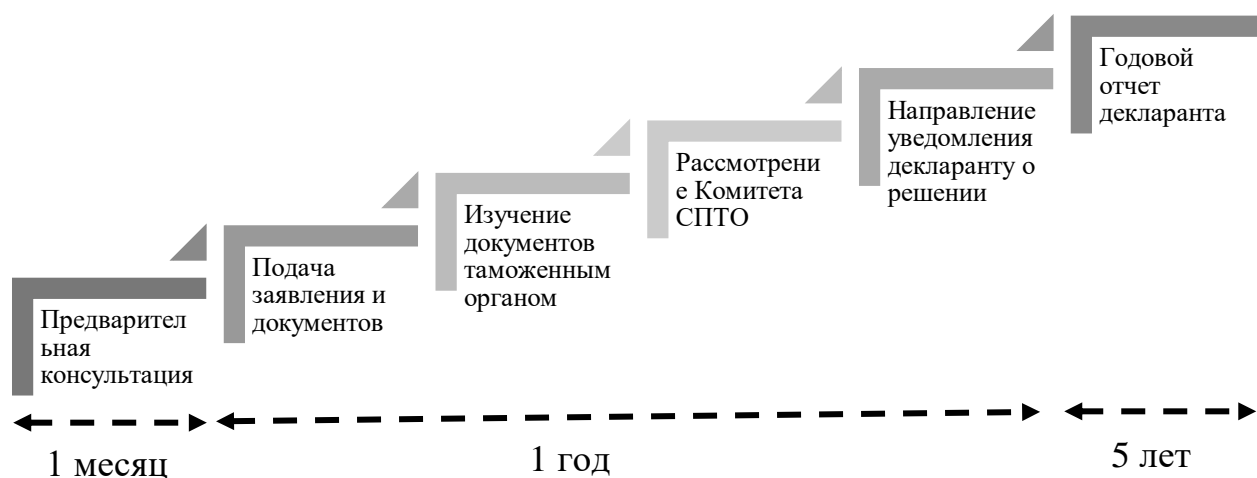 Предварител
ьная
консультация
Подача
заявления и
документов
Изучение
документов
таможенным
органом
Рассмотрени
е Комитета
СПТО
Направление
уведомления
декларанту о
решении
Годовой
отчет
декларанта
1 месяц
1 год
5 лет